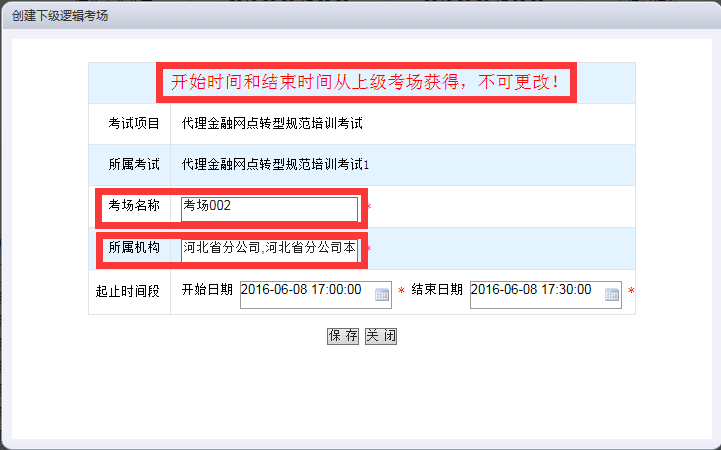 创建下级逻辑考场
开始时间和结束时间从上级考场获得，不可更改！
考试项目 代理金融网点转型规范培训考试
所属考试 代理金融网点转型规范培训考试1
考场名称 考场002 *
所属机构 河北省分公司,河北省分公司本 *
起止时间段 开始日期 2016-06-08 17:00:00 * 结束日期 2016-06-08 17:30:00 *
保存 关闭